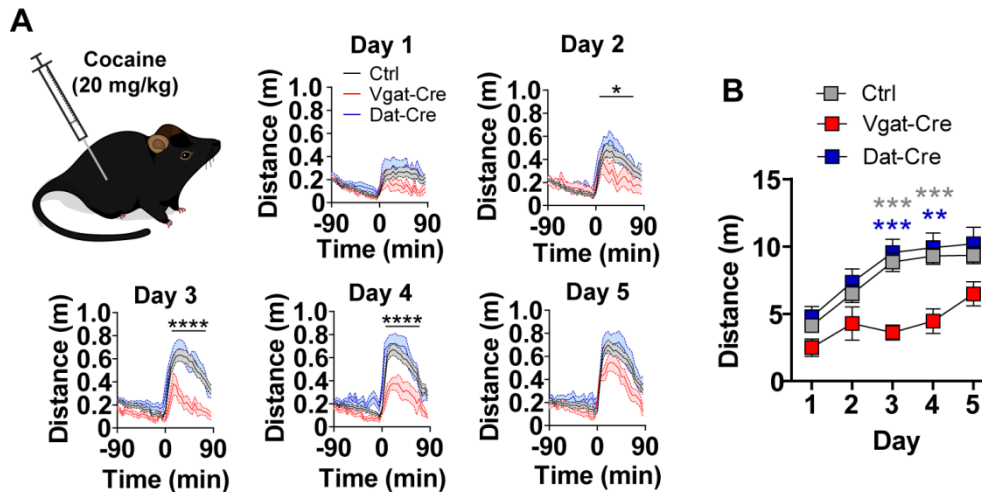 A
Cocaine
(20 mg/kg)
Day 1
Ctrl
Vgat-Cre
Dat-Cre
Distance (m)
1.0
0.8
0.6
0.4
0.2
0
-90 0 90
Time (min)
Day 2
*
Distance (m)
1.0
0.8
0.6
0.4
0.2
0
-90 0 90
Time (min)
Day 3
****
Distance (m)
1.0
0.8
0.6
0.4
0.2
0
-90 0 90
Time (min)
Day 4
****
Distance (m)
1.0
0.8
0.6
0.4
0.2
0
-90 0 90
Time (min)
Day 5
Distance (m)
1.0
0.8
0.6
0.4
0.2
0
-90 0 90
Time (min)
B
Ctrl
Vgat-Cre
Dat-Cre
*** ***
*** **
Distance (m)
15
10
5
0
1 2 3 4 5
Day